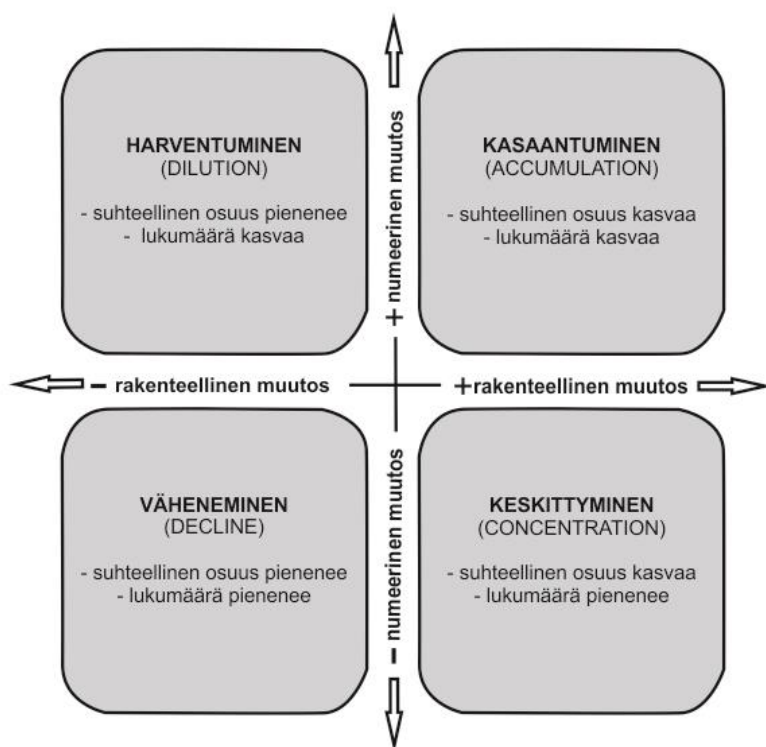 HARVENTUMINEN
(DILUTION)
- suhteellinen osuus pienenee
- lukumäärä kasvaa
+ numeerinen muutos
KASAANTUMINEN
(ACCUMULATION)
- suhteellinen osuus kasvaa
- lukumäärä kasvaa
- rakenteellinen muutos
+rakenteellinen muutos
VÄHENEMINEN
(DECLINE)
- suhteellinen osuus pienenee
- lukumäärä pienenee
- numeerinen muutos
KESKITTYMINEN
(CONCENTRATION)
- suhteellinen osuus kasvaa
- lukumäärä pienenee